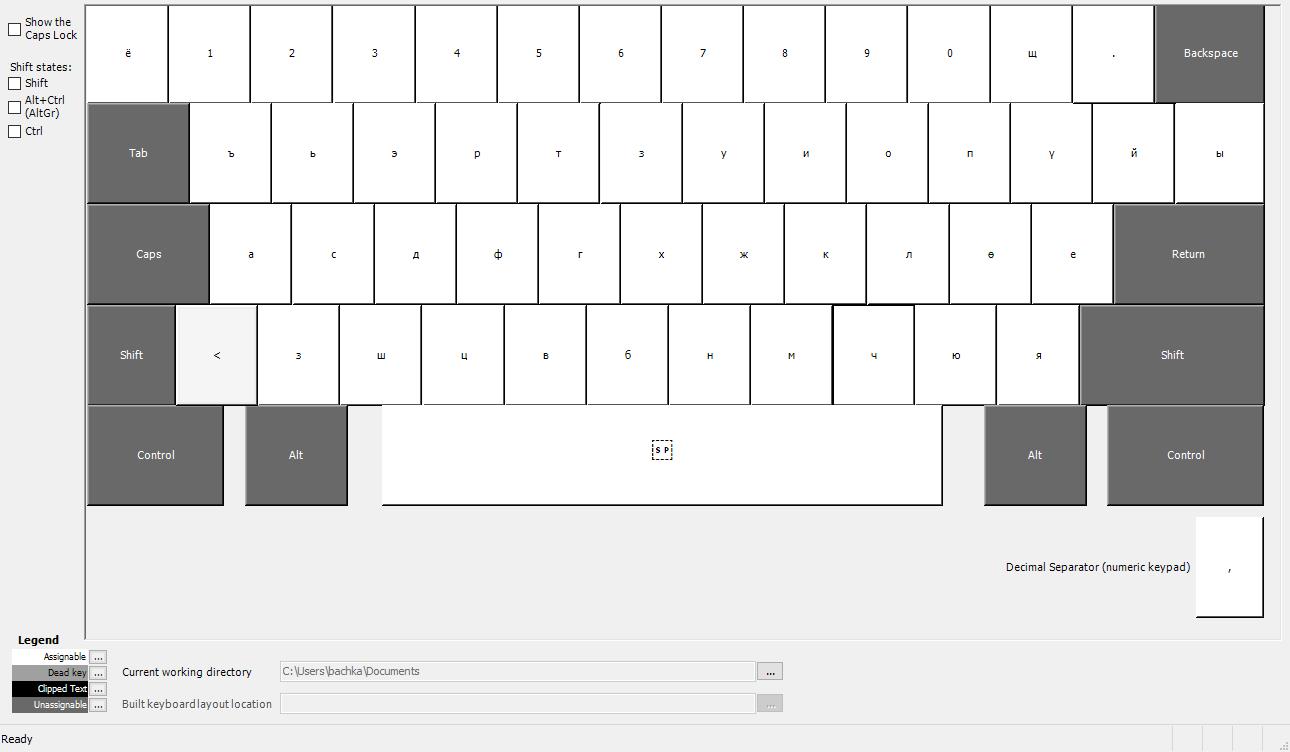 Show the
Caps Lock
Shift states:
Shift
Alt+Ctrl
(AltGr)
Ctrl
ё 1 2 3 4 5 6 7 8 9 0 щ . Backspace
Tab ъ ь э р т з у и о п ү й ы
Caps а с д ф г х ж к л ө е Return
Shift < з ш ц в б н м ч ю я Shift
Control Alt SP Alt Control
Decimal Separator (numeric keypad) ,
Legend
Assignable ...
Dead key ...
Clipped Text ...
Unassignable ...
Current working directory C:\Users\bachka\Documents ...
Built keyboard layout location ...
Ready